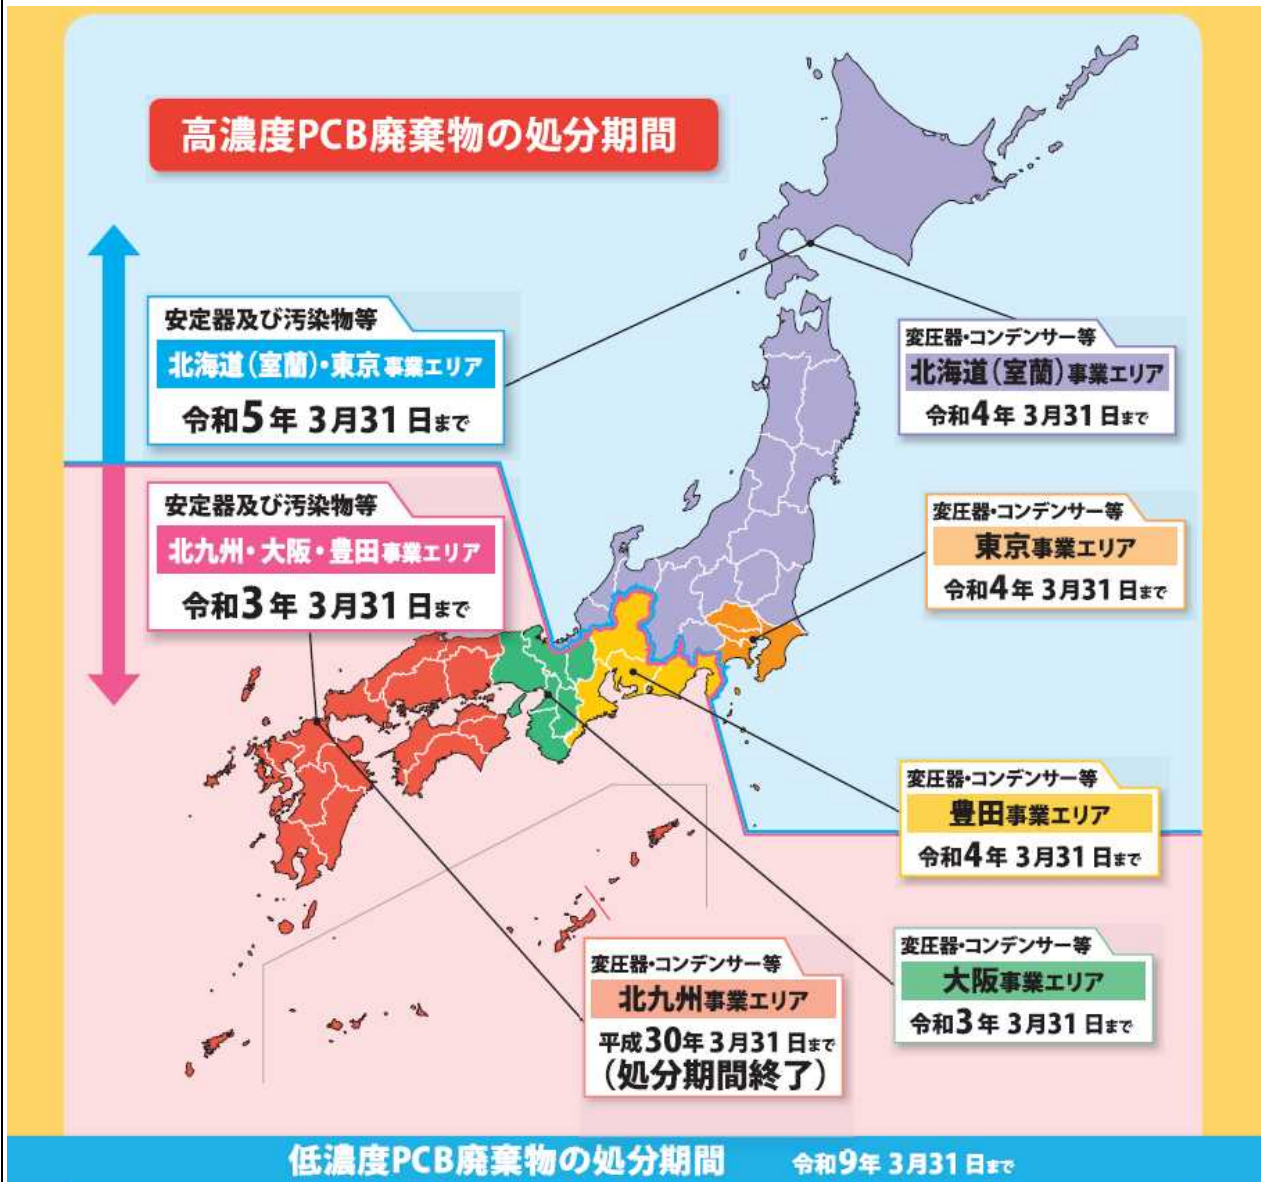 高濃度PCB廃棄物の処分期間
安定器及び汚染物等
北海道(室蘭)・東京事業エリア
令和5年 3月31日まで
変圧器・コンデンサー等
北海道(室蘭)事業エリア
令和4年 3月31日まで
安定器及び汚染物等
北九州・大阪・豊田事業エリア
令和3年 3月31日まで
変圧器・コンデンサー等
東京事業エリア
令和4年 3月31日まで
変圧器・コンデンサー等
豊田事業エリア
令和4年 3月31日まで
変圧器・コンデンサー等
大阪事業エリア
令和3年 3月31日まで
変圧器・コンデンサー等
北九州事業エリア
平成30年 3月31日まで
(処分期間終了)
低濃度PCB廃棄物の処分期間 令和9年 3月31日まで